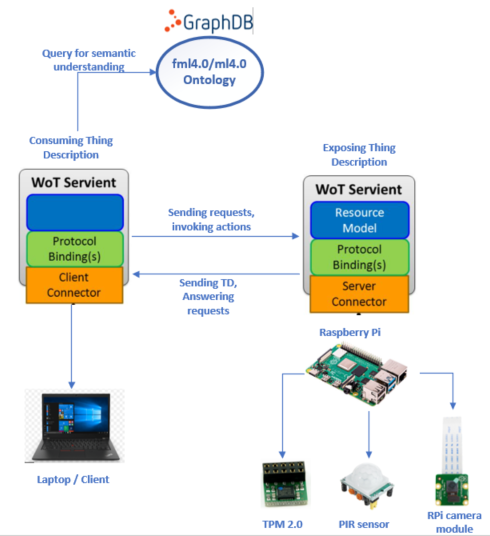 GraphDB
Query for semantic
understanding
fml4.0/ml4.0
Ontology
Consuming Thing
Description
Exposing Thing
Description
WoT Servient
WoT Servient
Resource
Model
Sending requests,
invoking actions
Protocol
Binding(s)
Protocol
Binding(s)
Client
Connector
Sending TD,
Answering
requests
Server
Connector
Raspberry Pi
Laptop / Client
TPM 2.0
PIR sensor
RPi camera
module